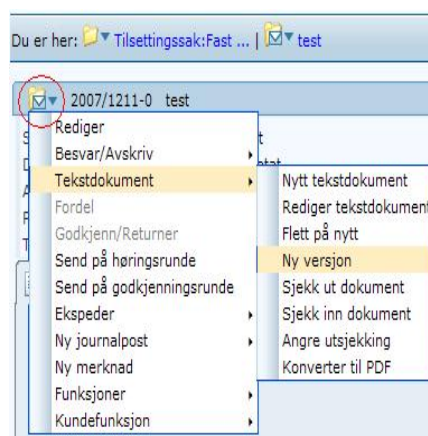 Du er her: Tilsettingssak:Fast ... | test
2007/1211-0 test
Rediger
Besvar/Avskriv
Tekstdokument
Fordel
Godkjenn/Returner
Send på høringsrunde
Send på godkjenningsrunde
Ekspeder
Ny journalpost
Ny merknad
Funksjoner
Kundefunksjon
Nytt tekstdokument
Rediger tekstdokument
Flett på nytt
Ny versjon
Sjekk ut dokument
Sjekk inn dokument
Angre utsjekking
Konverter til PDF